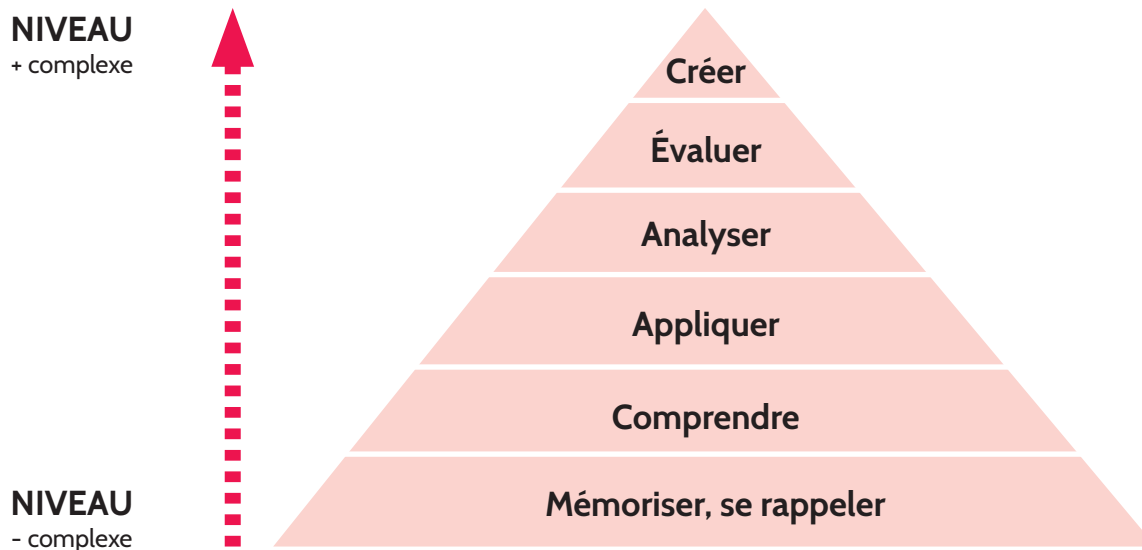 NIVEAU
+ complexe
Créer
Évaluer
Analyser
Appliquer
Comprendre
Mémoriser, se rappeler
NIVEAU
- complexe